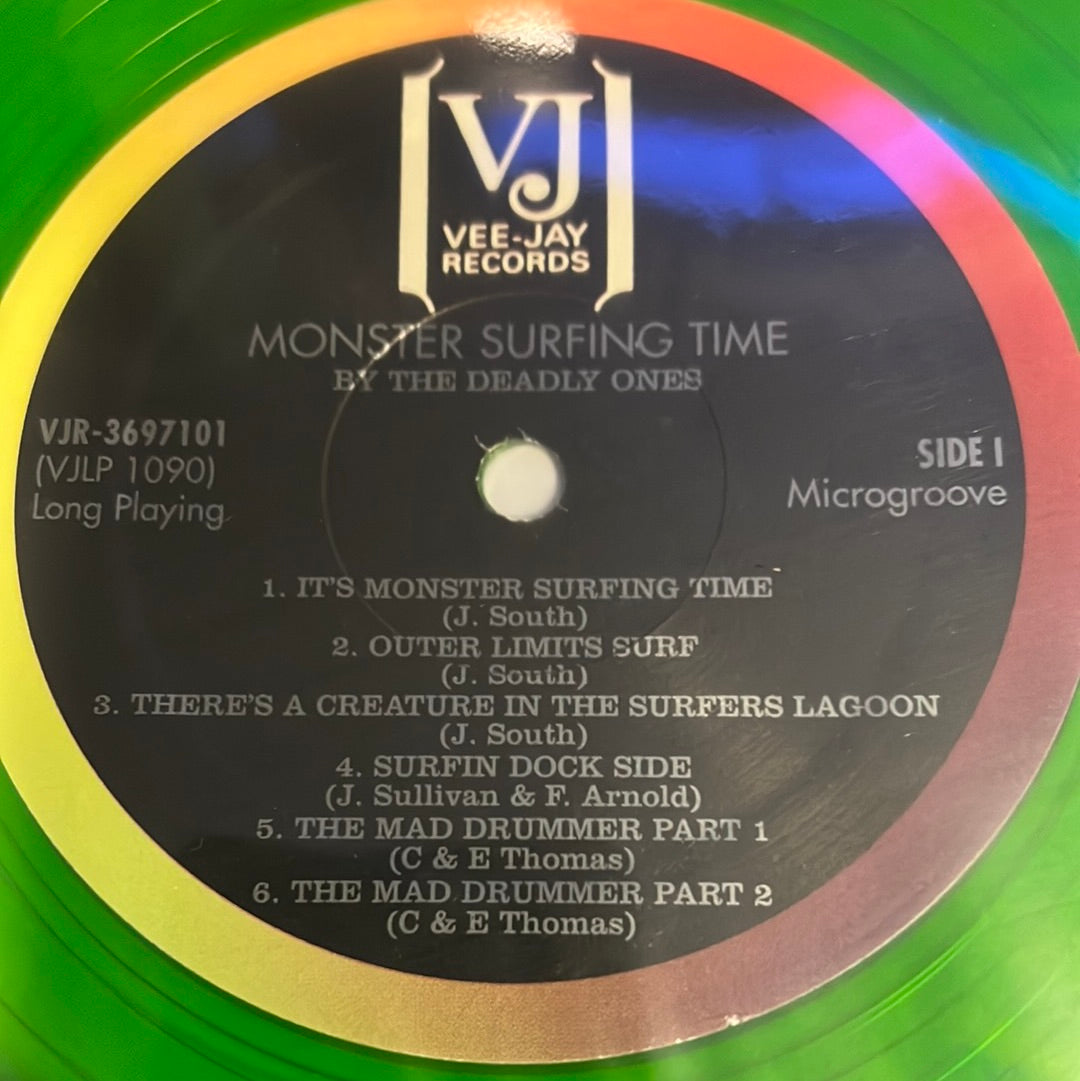 VJ
VEE-JAY
RECORDS
MONSTER SURFING TIME
BY THE DEADLY ONES
VJR-3697101
(VJLP 1090)
Long Playing
SIDE I
Microgroove
1. IT'S MONSTER SURFING TIME
(J. South)
2. OUTER LIMITS SURF
(J. South)
3. THERE'S A CREATURE IN THE SURFERS LAGOON
(J. South)
4. SURFIN DOCK SIDE
(J. Sullivan & F. Arnold)
5. THE MAD DRUMMER PART 1
(C & E Thomas)
6. THE MAD DRUMMER PART 2
(C & E Thomas)